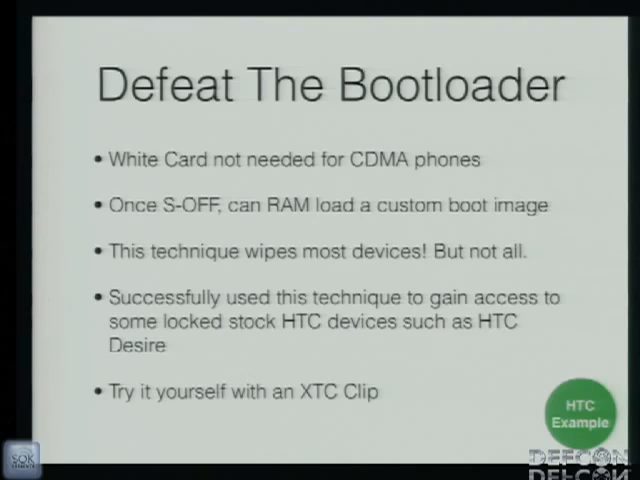 Defeat The Bootloader
• White Card not needed for CDMA phones
• Once S-OFF, can RAM load a custom boot image
• This technique wipes most devices! But not all.
• Successfully used this technique to gain access to
some locked stock HTC devices such as HTC
Desire
• Try it yourself with an XTC Clip
HTC
Example
SOK
DEFCON
DEFCON